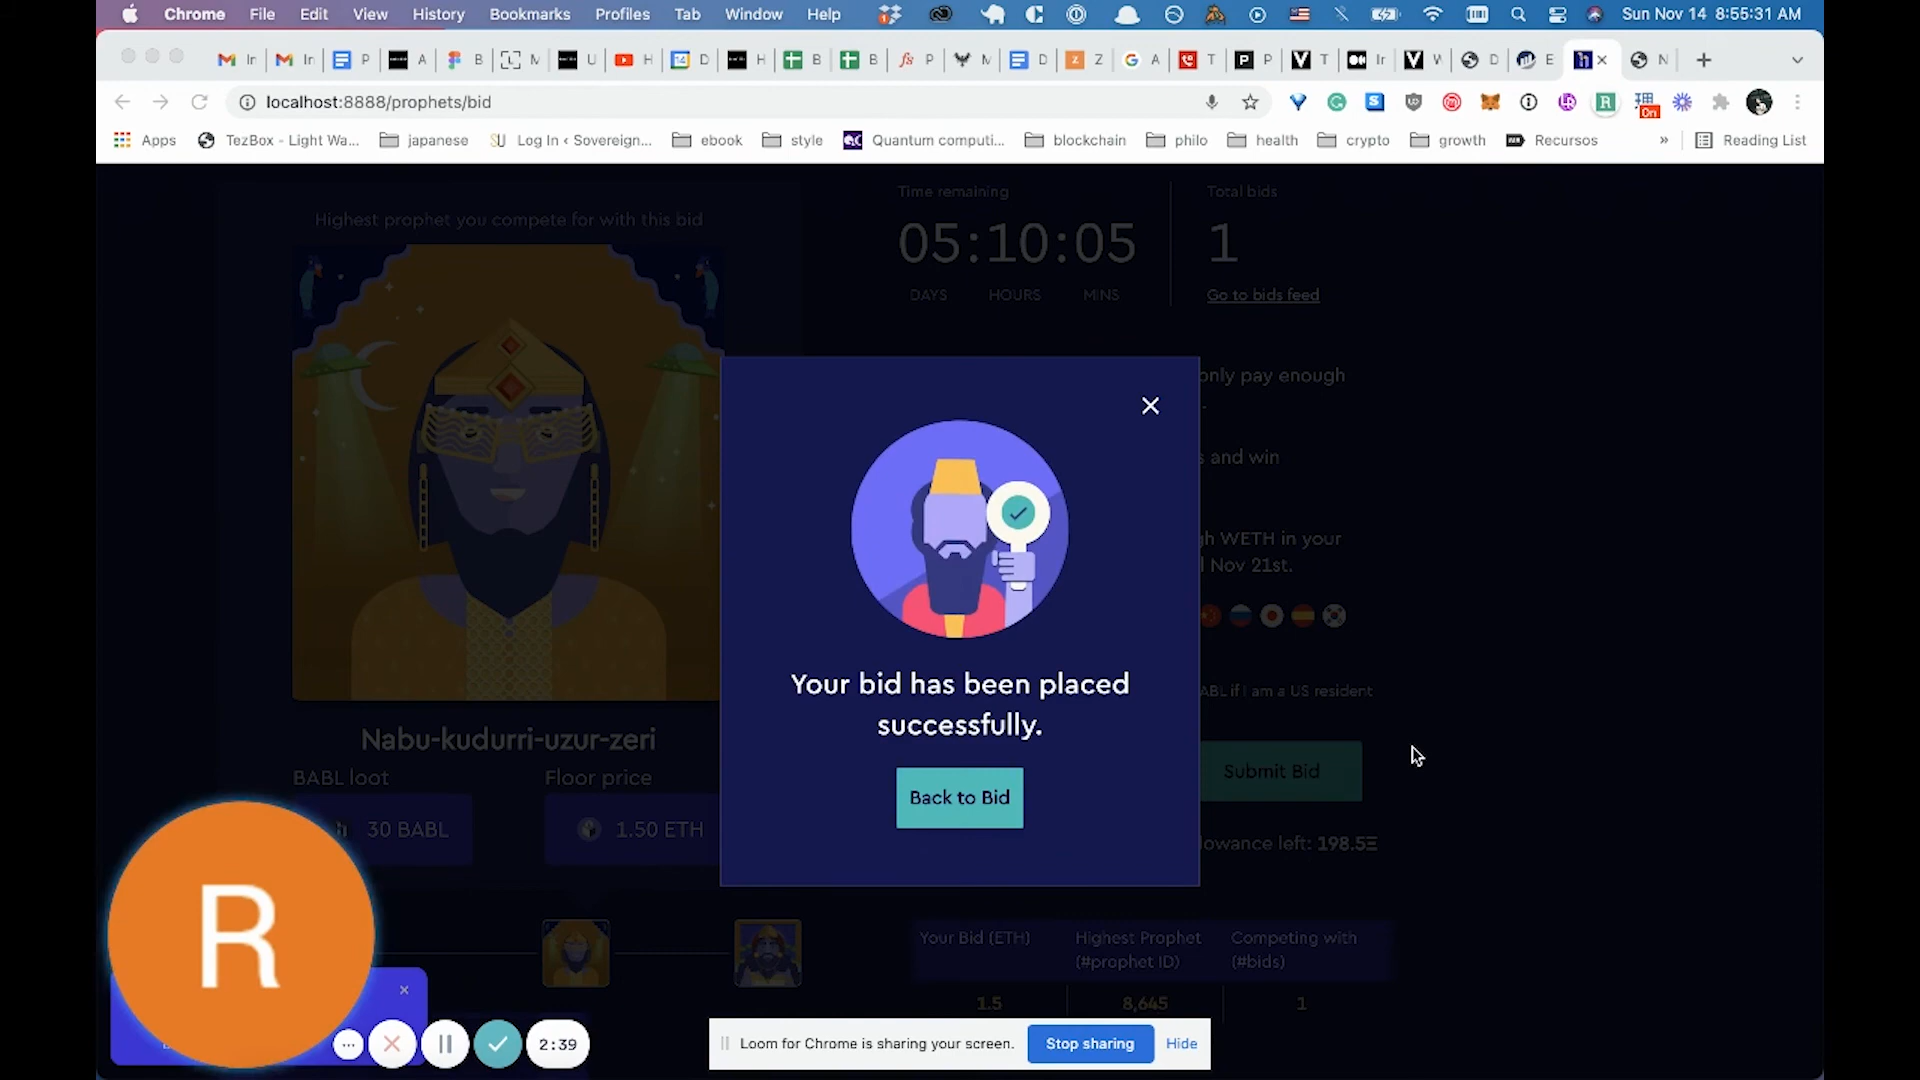 Chrome File Edit View History Bookmarks Profiles Tab Window Help Sun Nov 14 8:55:31 AM
localhost:8888/prophets/bid
Apps TezBox - Light Wa... japanese Log In ‹ Sovereign... ebook style Quantum computi... blockchain philo health crypto growth Recursos » Reading List
Highest prophet you compete for with this bid
Time remaining
Total bids
05:10:05
1
DAYS HOURS MINS
Go to bids feed
only pay enough
s and win
gh WETH in your
l Nov 21st.
ABL if I am a US resident
Submit Bid
lowance left: 198.5Ξ
Your bid has been placed
successfully.
Back to Bid
Nabu-kudurri-uzur-zeri
BABL loot
Floor price
30 BABL
1.50 ETH
Your Bid (ETH)
Highest Prophet
(#prophet ID)
Competing with
(#bids)
1.5
8,645
1
R
2:39
Loom for Chrome is sharing your screen. Stop sharing Hide